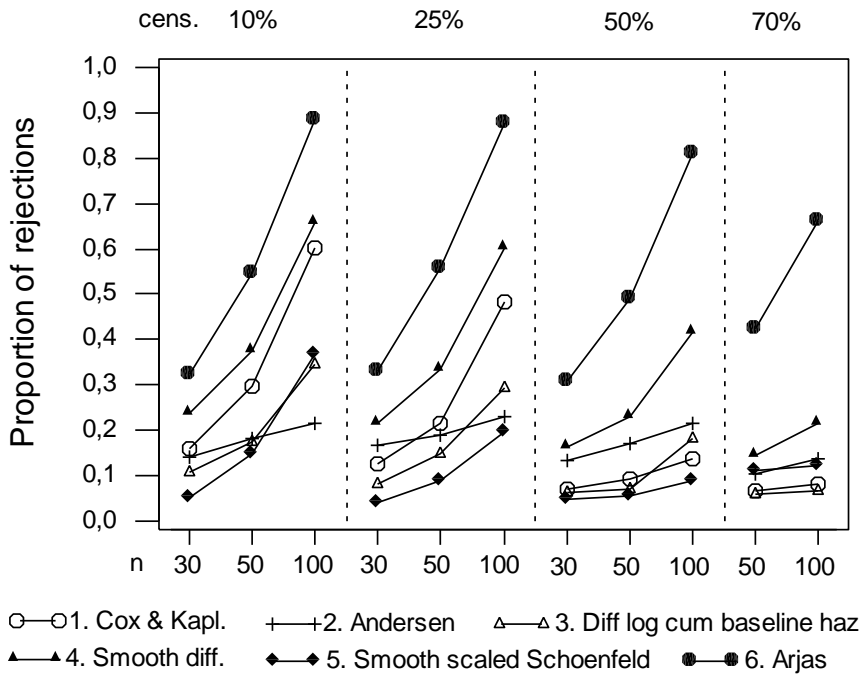 cens. 10% 25% 50% 70%
Proportion of rejections
1,0
0,9
0,8
0,7
0,6
0,5
0,4
0,3
0,2
0,1
0,0
n 30 50 100 30 50 100 30 50 100 50 100
1. Cox & Kapl. 2. Andersen 3. Diff log cum baseline haz
4. Smooth diff. 5. Smooth scaled Schoenfeld 6. Arjas